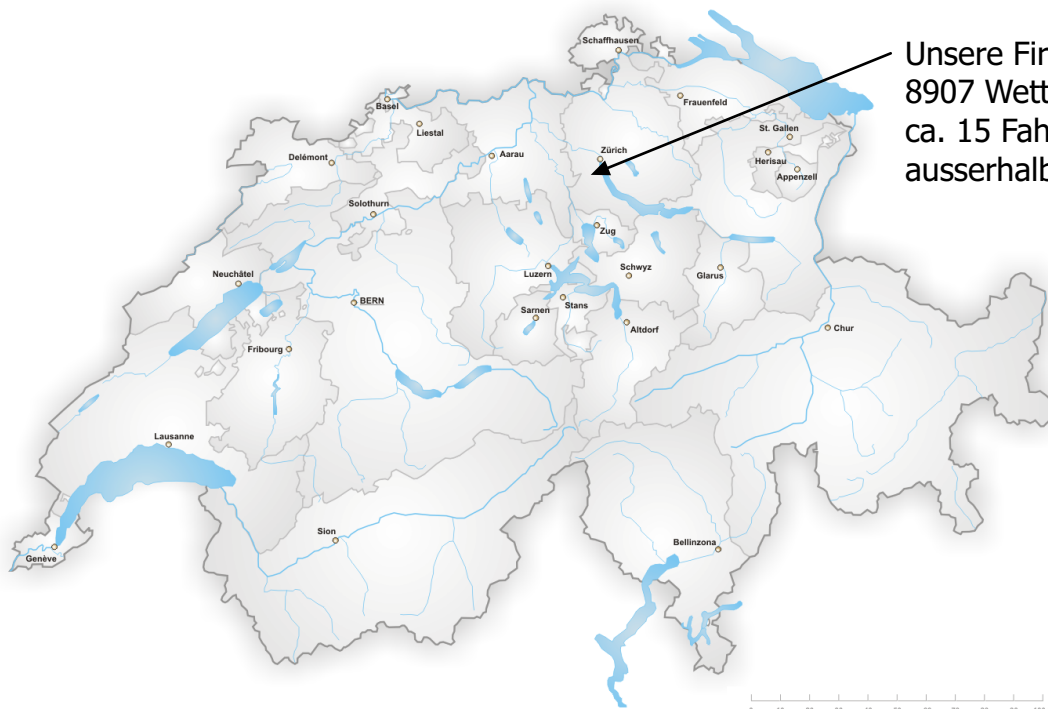 Schaffhausen
Unsere Fir
8907 Wett
ca. 15 Fah
ausserhalb
Basel
Frauenfeld
Liestal
St. Gallen
Delémont
Aarau
Zürich
Herisau
Appenzell
Solothurn
Zug
Neuchâtel
Luzern
Schwyz
Glarus
BERN
Stans
Sarnen
Altdorf
Chur
Fribourg
Lausanne
Sion
Bellinzona
Genève